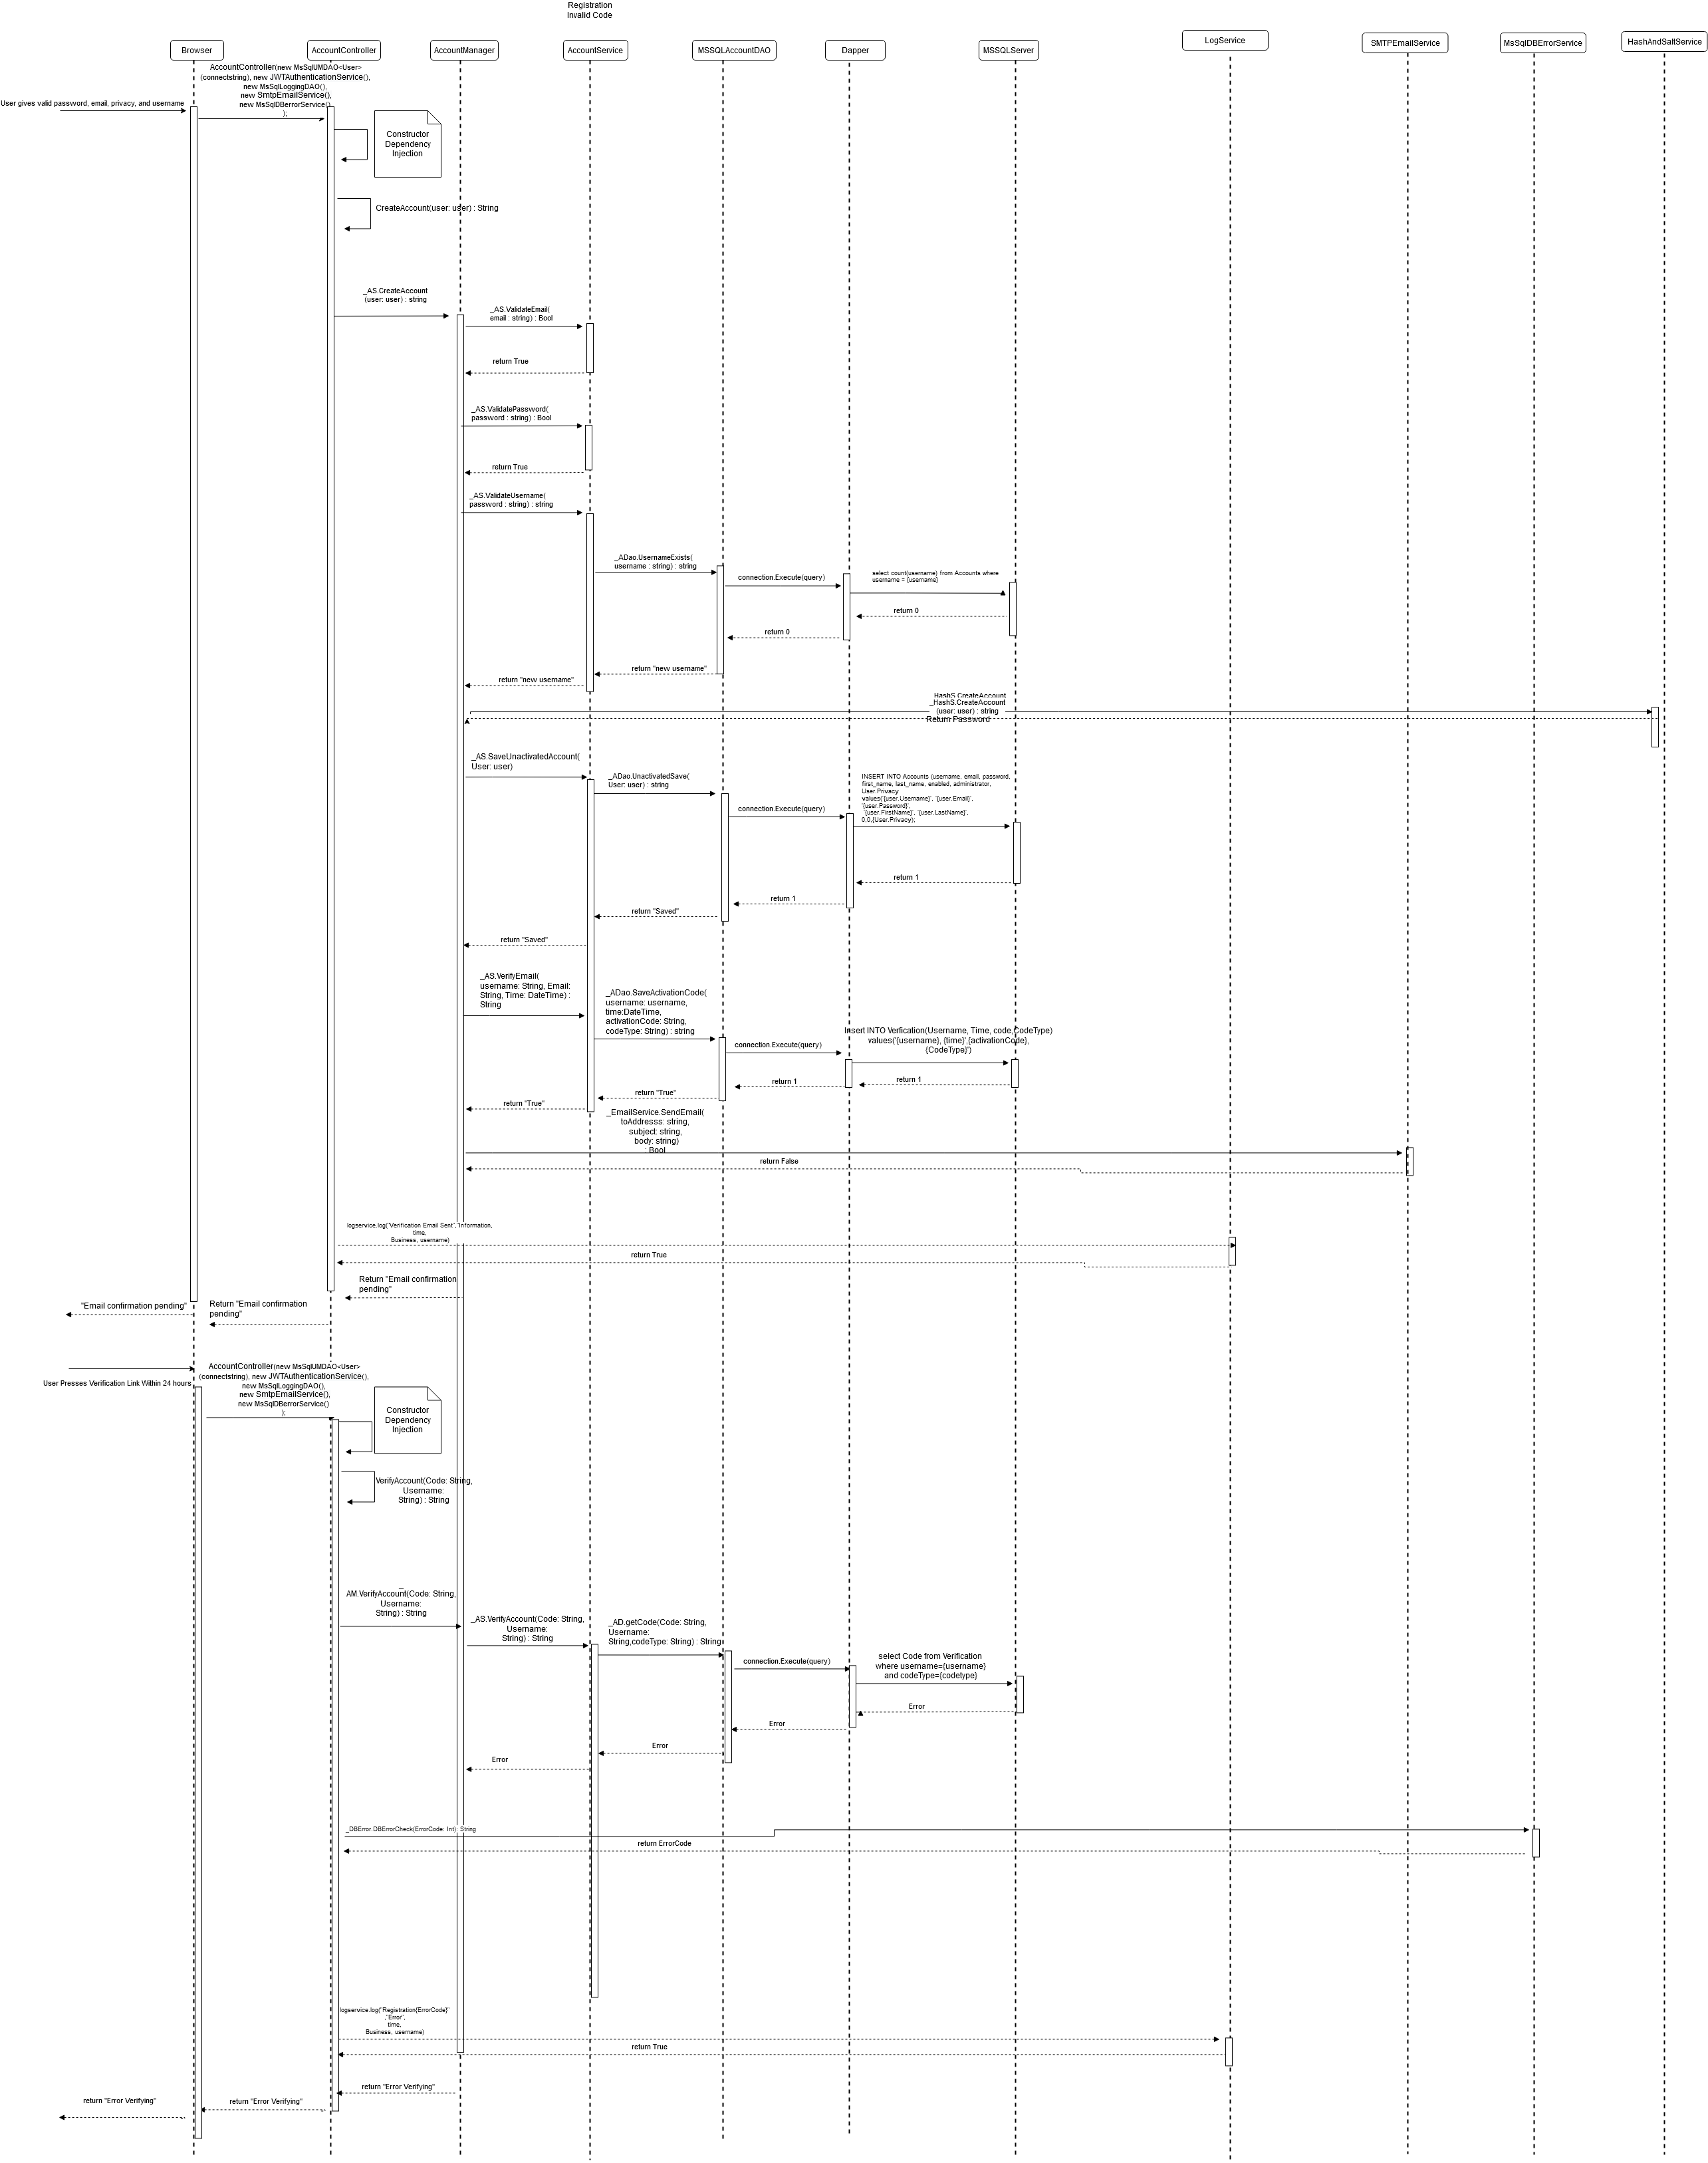 Registration
Invalid Code
Browser
AccountController
AccountManager
AccountService
MSSQLAccountDAO
Dapper
MSSQLServer
LogService
SMTPEmailService
MsSqlDBErrorService
HashAndSaltService
AccountController(new MsSqlUMDAO<User>
(connectstring), new JWTAuthenticationService(),
new MsSqlLoggingDAO(),
new SmtpEmailService(),
new MsSqlDBerrorService()
);
User gives valid password, email, privacy, and username
Constructor
Dependency
Injection
CreateAccount(user: user) : String
_AS.CreateAccount
(user: user) : string
_AS.ValidateEmail(
email : string) : Bool
return True
_AS.ValidatePassword(
password : string) : Bool
return True
_AS.ValidateUsername(
password : string) : string
_ADao.UsernameExists(
username : string) : string
connection.Execute(query)
select count(username) from Accounts where
username = {username}
return 0
return 0
return "new username"
return "new username"
HashS.CreateAccount
_HashS.CreateAccount
(user: user) : string
Return Password
_AS.SaveUnactivatedAccount(
User: user)
_ADao.UnactivatedSave(
User: user) : string
connection.Execute(query)
INSERT INTO Accounts (username, email, password,
first_name, last_name, enabled, administrator,
User.Privacy
values('{user.Username}', '{user.Email}',
'{user.Password}',
'{user.FirstName}', '{user.LastName}',
0,0,{User.Privacy);
return 1
return 1
return "Saved"
return "Saved"
_AS.VerifyEmail(
username: String, Email:
String, Time: DateTime) :
String
_ADao.SaveActivationCode(
username: username,
time:DateTime,
activationCode: String,
codeType: String) : string
connection.Execute(query)
Insert INTO Verfication(Username, Time, code,CodeType)
values('{username}, {time}',{activationCode},
{CodeType}')
return 1
return 1
return "True"
return "True"
_EmailService.SendEmail(
toAddresss: string,
subject: string,
body: string)
: Bool
return False
logservice.log("Verification Email Sent", Information,
time,
Business, username)
return True
Return "Email confirmation
pending"
"Email confirmation pending"
Return "Email confirmation
pending"
AccountController(new MsSqlUMDAO<User>
(connectstring), new JWTAuthenticationService(),
new MsSqlLoggingDAO(),
new SmtpEmailService(),
new MsSqlDBerrorService()
);
User Presses Verification Link Within 24 hours
Constructor
Dependency
Injection
VerifyAccount(Code: String,
Username:
String) : String
_
AM.VerifyAccount(Code: String,
Username:
String) : String
_AS.VerifyAccount(Code: String,
Username:
String) : String
_AD.getCode(Code: String,
Username:
String,codeType: String) : String
connection.Execute(query)
select Code from Verification
where username={username}
and codeType={codetype}
Error
Error
Error
Error
_DBError.DBErrorCheck(ErrorCode: Int): String
return ErrorCode
logservice.log("Registration{ErrorCode}"
,"Error",
time,
Business, username)
return True
return "Error Verifying"
return "Error Verifying"
return "Error Verifying"